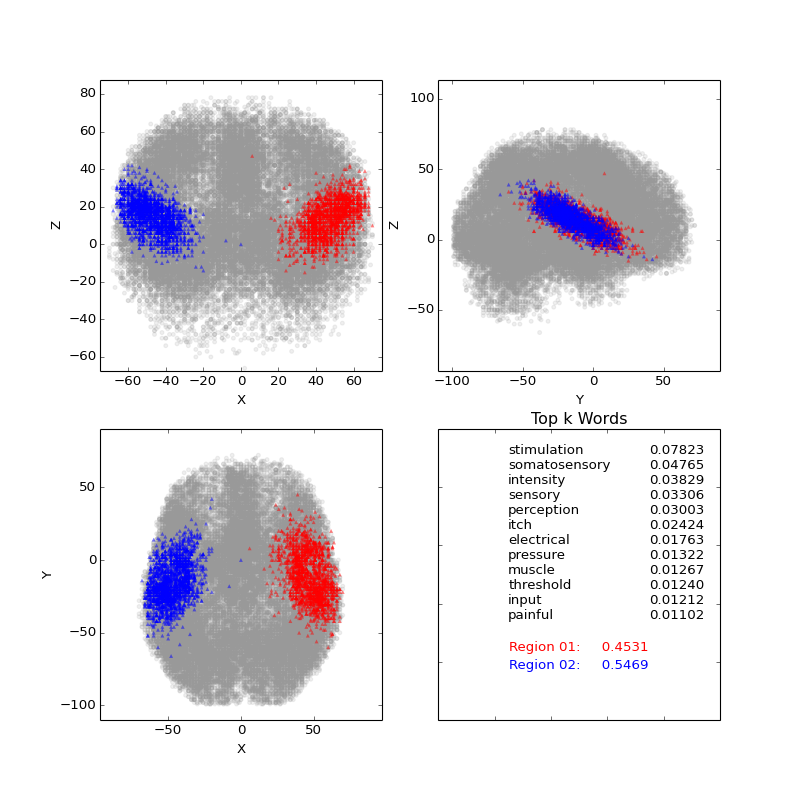 80
60
40
20
0
−20
−40
−60
Z
−60 −40 −20 0 20 40 60
X
100
50
0
−50
Z
−100 −50 0 50
Y
50
0
−50
−100
Y
−50 0 50
X
Top k Words
stimulation 0.07823
somatosensory 0.04765
intensity 0.03829
sensory 0.03306
perception 0.03003
itch 0.02424
electrical 0.01763
pressure 0.01322
muscle 0.01267
threshold 0.01240
input 0.01212
painful 0.01102
Region 01: 0.4531
Region 02: 0.5469